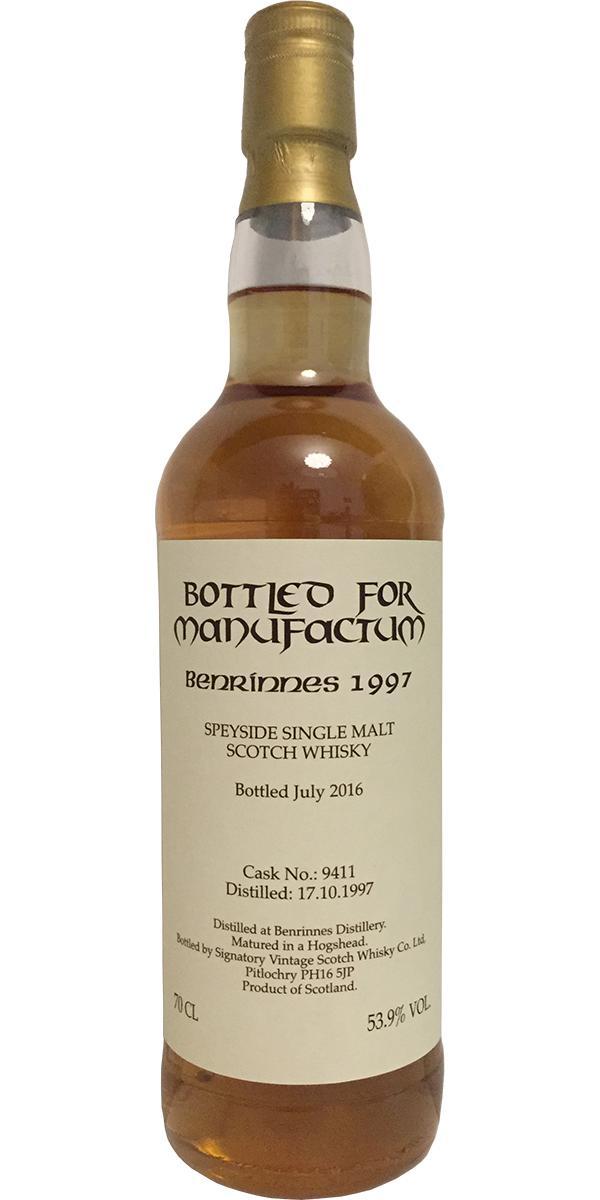 BOTTLED FOR
MANUFACTUM
BENRINNES 1997
SPEYSIDE SINGLE MALT
SCOTCH WHISKY
Bottled July 2016
Cask No.: 9411
Distilled: 17.10.1997
Distilled at Benrinnes Distillery.
Matured in a Hogshead.
Bottled by Signatory Vintage Scotch Whisky Co. Ltd,
Pitlochry PH16 5JP
Product of Scotland.
70 CL
53.9% VOL.